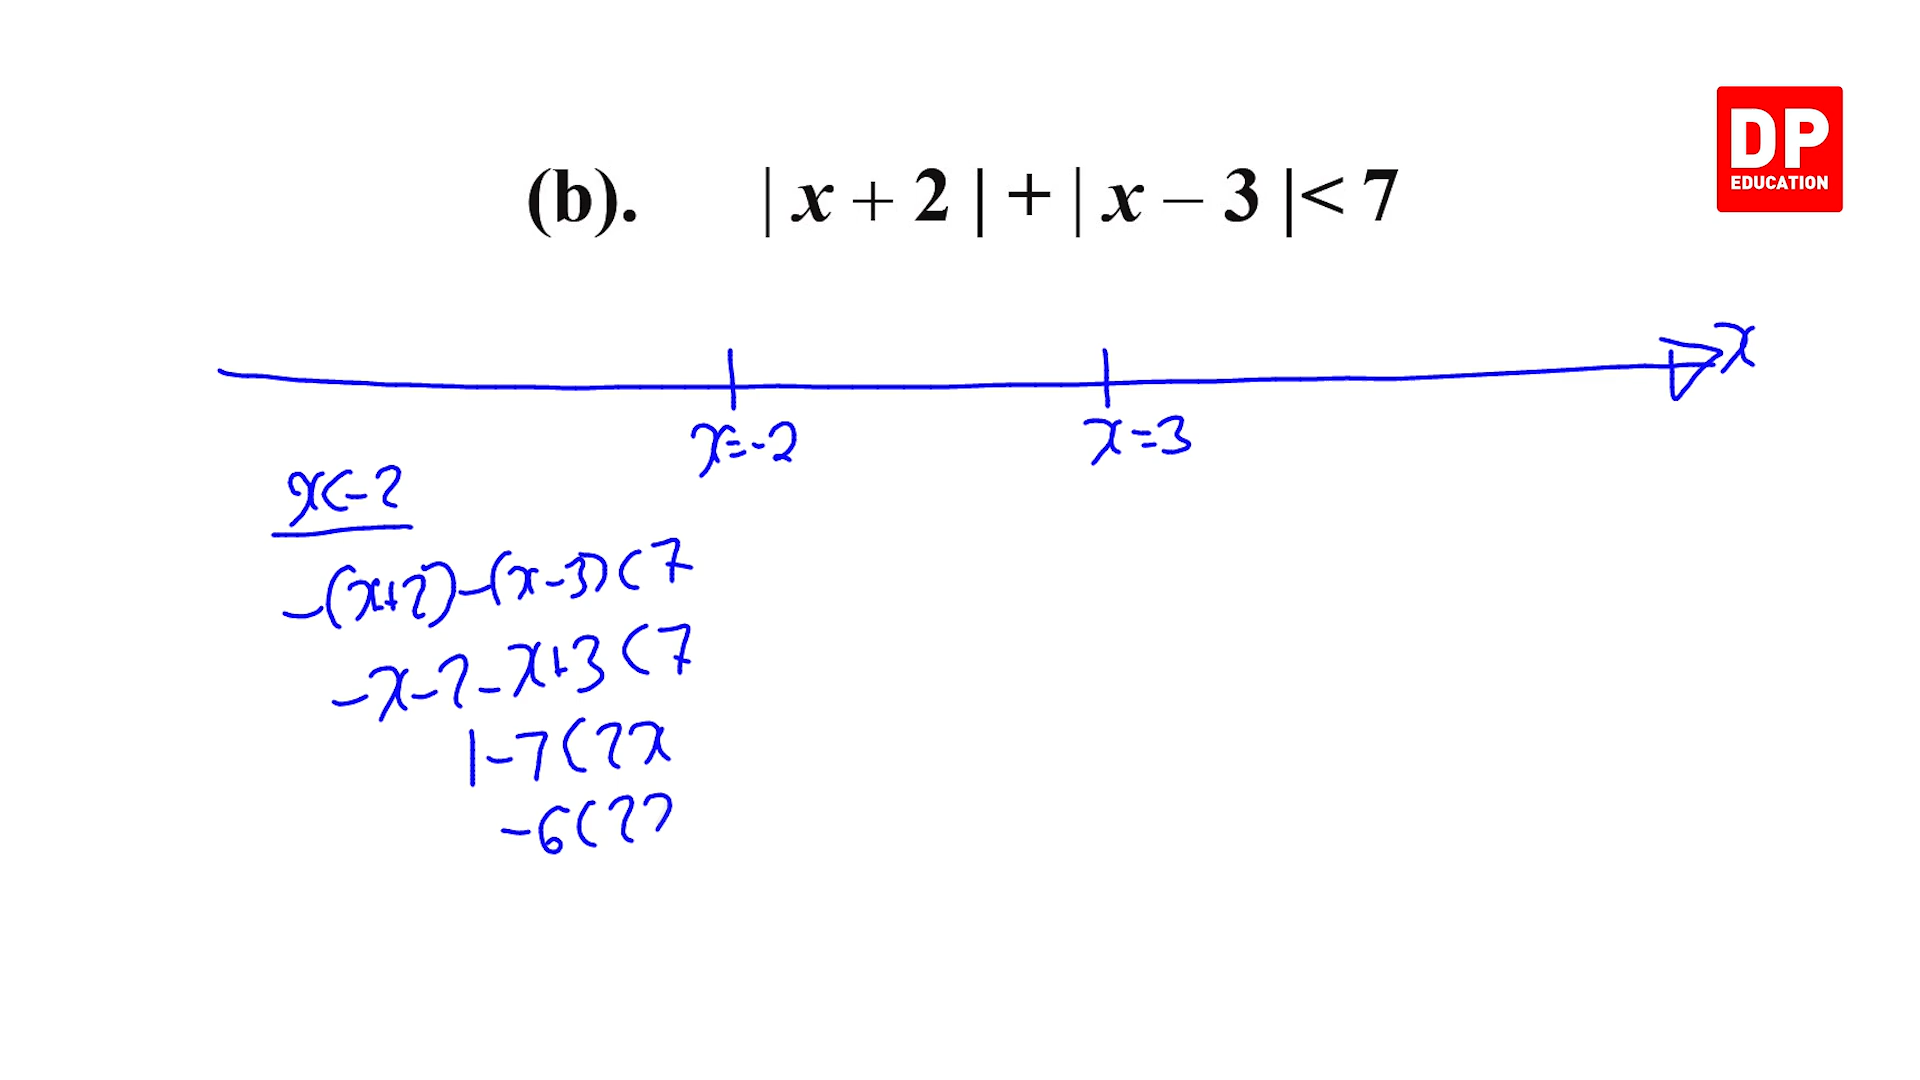 DP
EDUCATION
(b). | x + 2 | + | x – 3 |< 7
x
x=-2
x=3
x<-2
-(x+2)-(x-3)<7
-x-2-x+3<7
1-7<2x
-6<2x